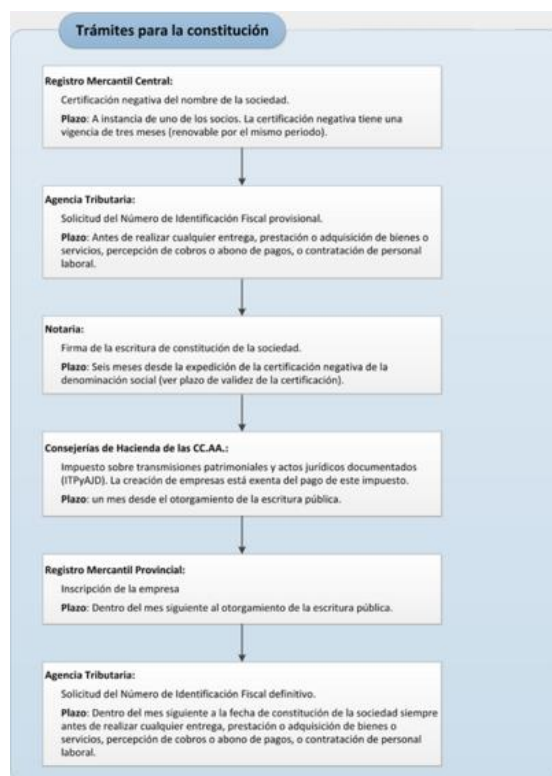 Trámites para la constitución
Registro Mercantil Central:
Certificación negativa del nombre de la sociedad.
Plazo: A instancia de uno de los socios. La certificación negativa tiene una
vigencia de tres meses (renovable por el mismo periodo).
Agencia Tributaria:
Solicitud del Número de Identificación Fiscal provisional.
Plazo: Antes de realizar cualquier entrega, prestación o adquisición de bienes o
servicios, percepción de cobros o abono de pagos, o contratación de personal
laboral.
Notaria:
Firma de la escritura de constitución de la sociedad.
Plazo: Seis meses desde la expedición de la certificación negativa de la
denominación social (ver plazo de validez de la certificación).
Consejerías de Hacienda de las CC.AA.:
Impuesto sobre transmisiones patrimoniales y actos jurídicos documentados
(ITPyAJD). La creación de empresas está exenta del pago de este impuesto.
Plazo: un mes desde el otorgamiento de la escritura pública.
Registro Mercantil Provincial:
Inscripción de la empresa
Plazo: Dentro del mes siguiente al otorgamiento de la escritura pública.
Agencia Tributaria:
Solicitud del Número de Identificación Fiscal definitivo.
Plazo: Dentro del mes siguiente a la fecha de constitución de la sociedad siempre
antes de realizar cualquier entrega, prestación o adquisición de bienes o
servicios, percepción de cobros o abono de pagos, o contratación de personal
laboral.